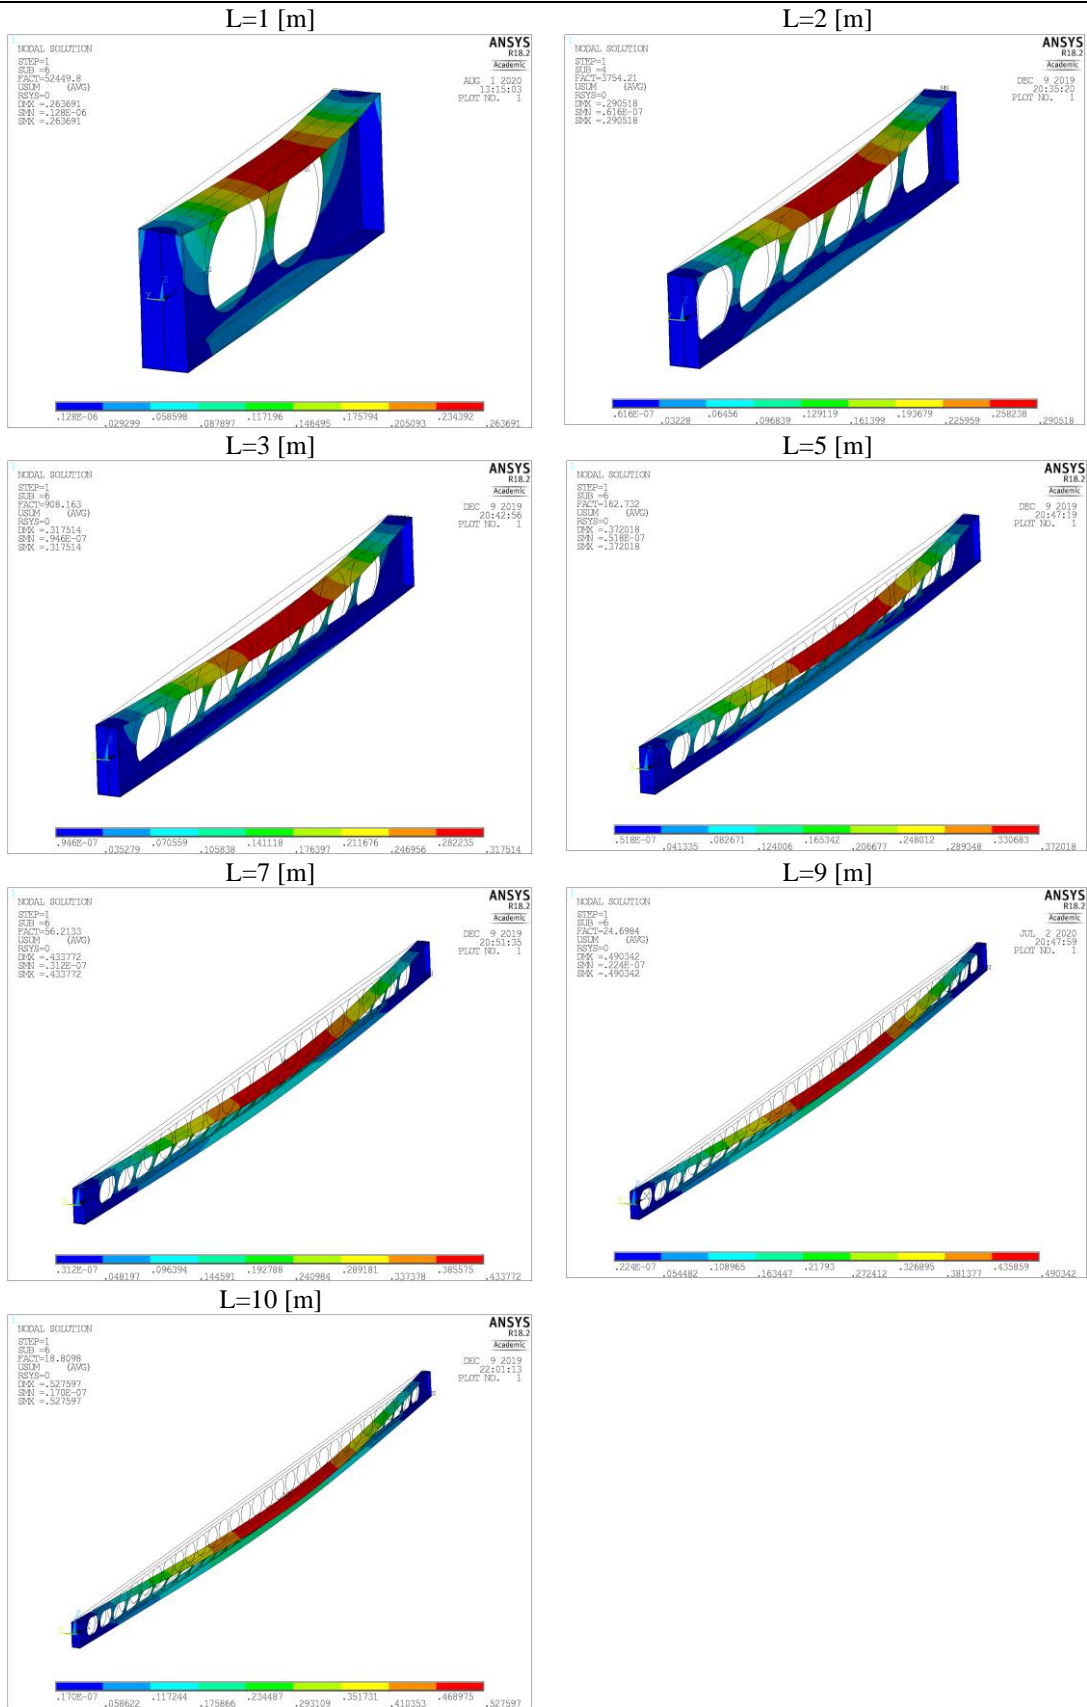 L=1 [m]
1
NODAL SOLUTION
STEP=1
SUB =6
FACT=52449.8
USUM (AVG)
RSYS=0
DMX =.263691
SMN =.128E-06
SMX =.263691
ANSYS
R18.2
Academic
AUG 1 2020
13:15:03
PLOT NO. 1
Z
.128E-06 .058598 .117196 .175794 .234392
.029299 .087897 .146495 .205093 .263691
L=2 [m]
1
NODAL SOLUTION
STEP=1
SUB =4
FACT=3754.21
USUM (AVG)
RSYS=0
DMX =.290518
SMN =.616E-07
SMX =.290518
ANSYS
R18.2
Academic
DEC 9 2019
20:35:20
PLOT NO. 1
MN
Z
.616E-07 .06456 .129119 .193679 .258238
.03228 .096839 .161399 .225959 .290518
L=3 [m]
1
NODAL SOLUTION
STEP=1
SUB =6
FACT=908.163
USUM (AVG)
RSYS=0
DMX =.317514
SMN =.946E-07
SMX =.317514
ANSYS
R18.2
Academic
DEC 9 2019
20:42:56
PLOT NO. 1
Z
.946E-07 .070559 .141118 .211676 .282235
.035279 .105838 .176397 .246956 .317514
L=5 [m]
1
NODAL SOLUTION
STEP=1
SUB =6
FACT=162.732
USUM (AVG)
RSYS=0
DMX =.372018
SMN =.518E-07
SMX =.372018
ANSYS
R18.2
Academic
DEC 9 2019
20:47:19
PLOT NO. 1
Z
.518E-07 .082671 .165342 .248012 .330683
.041335 .124006 .206677 .289348 .372018
L=7 [m]
1
NODAL SOLUTION
STEP=1
SUB =6
FACT=56.2133
USUM (AVG)
RSYS=0
DMX =.433772
SMN =.312E-07
SMX =.433772
ANSYS
R18.2
Academic
DEC 9 2019
20:51:35
PLOT NO. 1
.312E-07 .096394 .192788 .289181 .385575
.048197 .144591 .240984 .337378 .433772
L=9 [m]
1
NODAL SOLUTION
STEP=1
SUB =6
FACT=24.6984
USUM (AVG)
RSYS=0
DMX =.490342
SMN =.224E-07
SMX =.490342
ANSYS
R18.2
Academic
JUL 2 2020
20:47:59
PLOT NO. 1
Z
.224E-07 .108965 .21793 .326895 .435859
.054482 .163447 .272412 .381377 .490342
L=10 [m]
1
NODAL SOLUTION
STEP=1
SUB =6
FACT=18.8098
USUM (AVG)
RSYS=0
DMX =.527597
SMN =.170E-07
SMX =.527597
ANSYS
R18.2
Academic
DEC 9 2019
22:01:13
PLOT NO. 1
Z
.170E-07 .117244 .234487 .351731 .468975
.058622 .175866 .293109 .410353 .527597